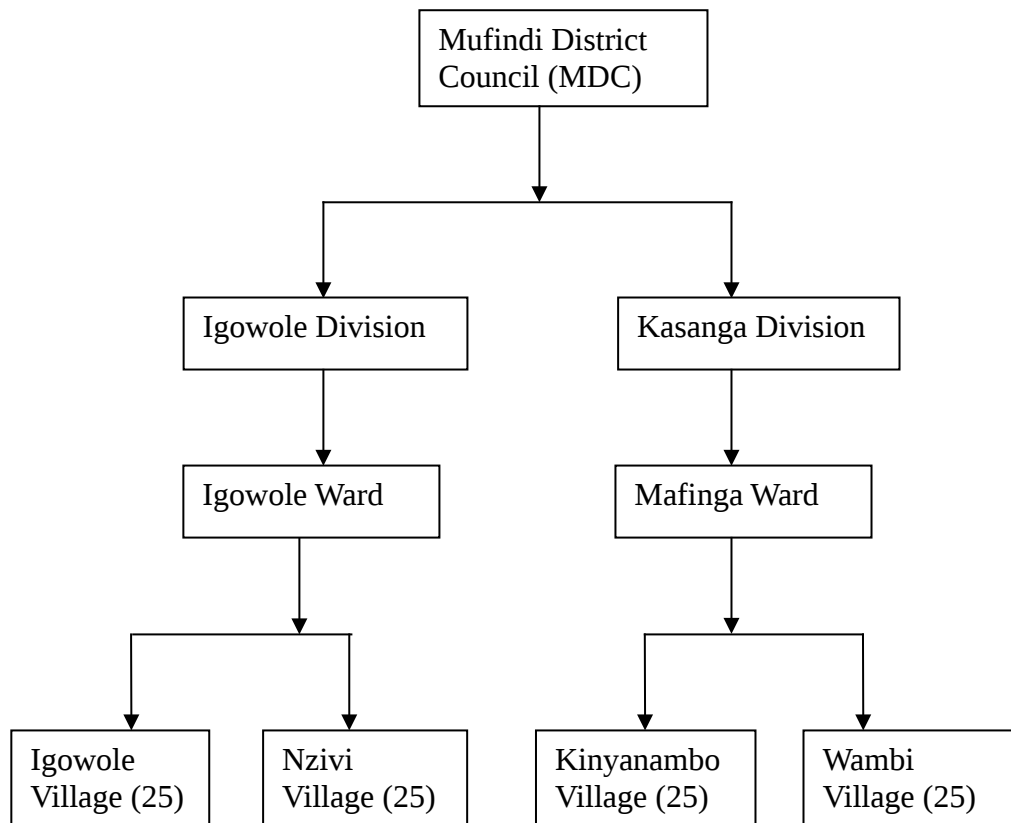 Mufindi District
Council (MDC)
Igowole Division
Kasanga Division
Igowole Ward
Mafinga Ward
Igowole
Village (25)
Nzivi
Village (25)
Kinyanambo
Village (25)
Wambi
Village (25)